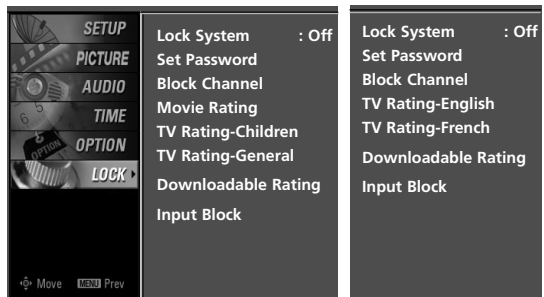 SETUP
PICTURE
AUDIO
TIME
OPTION
LOCK
Move MENU Prev
Lock System : Off
Set Password
Block Channel
Movie Rating
TV Rating-Children
TV Rating-General
Downloadable Rating
Input Block
Lock System : Off
Set Password
Block Channel
TV Rating-English
TV Rating-French
Downloadable Rating
Input Block